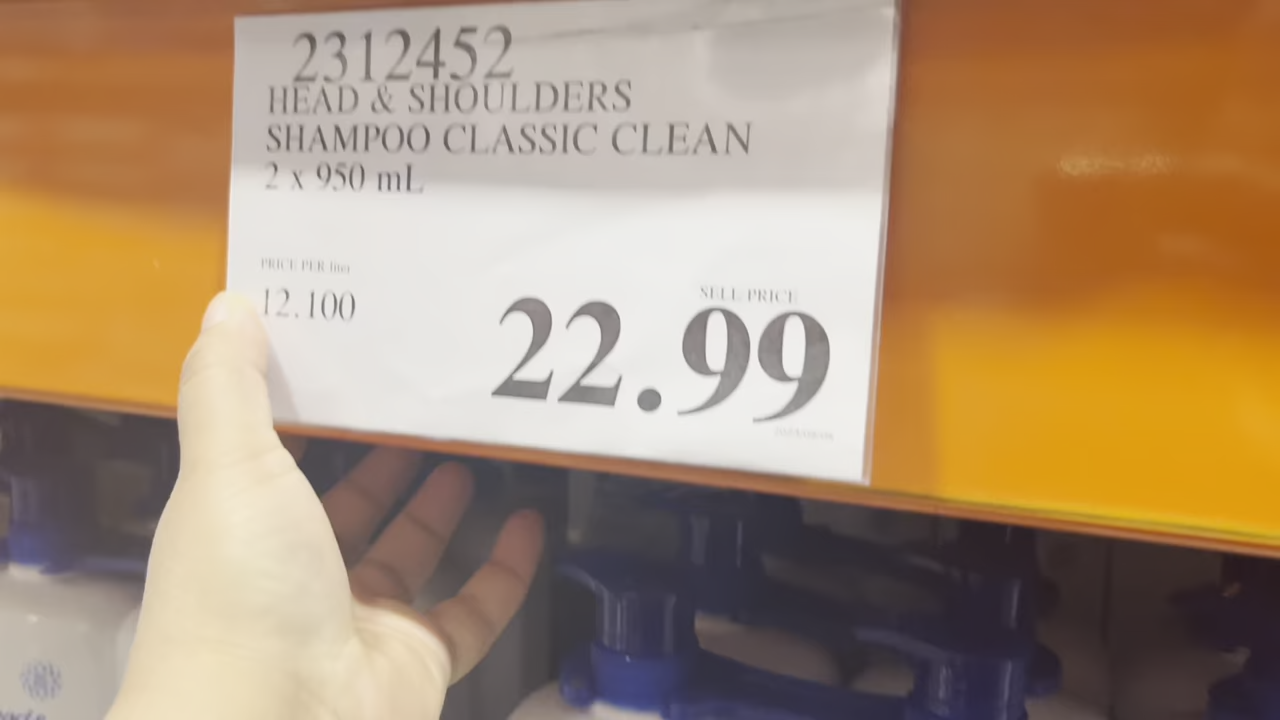 2312452
HEAD & SHOULDERS
SHAMPOO CLASSIC CLEAN
2 x 950 mL
PRICE PER liter
12.100
SELL PRICE
22.99